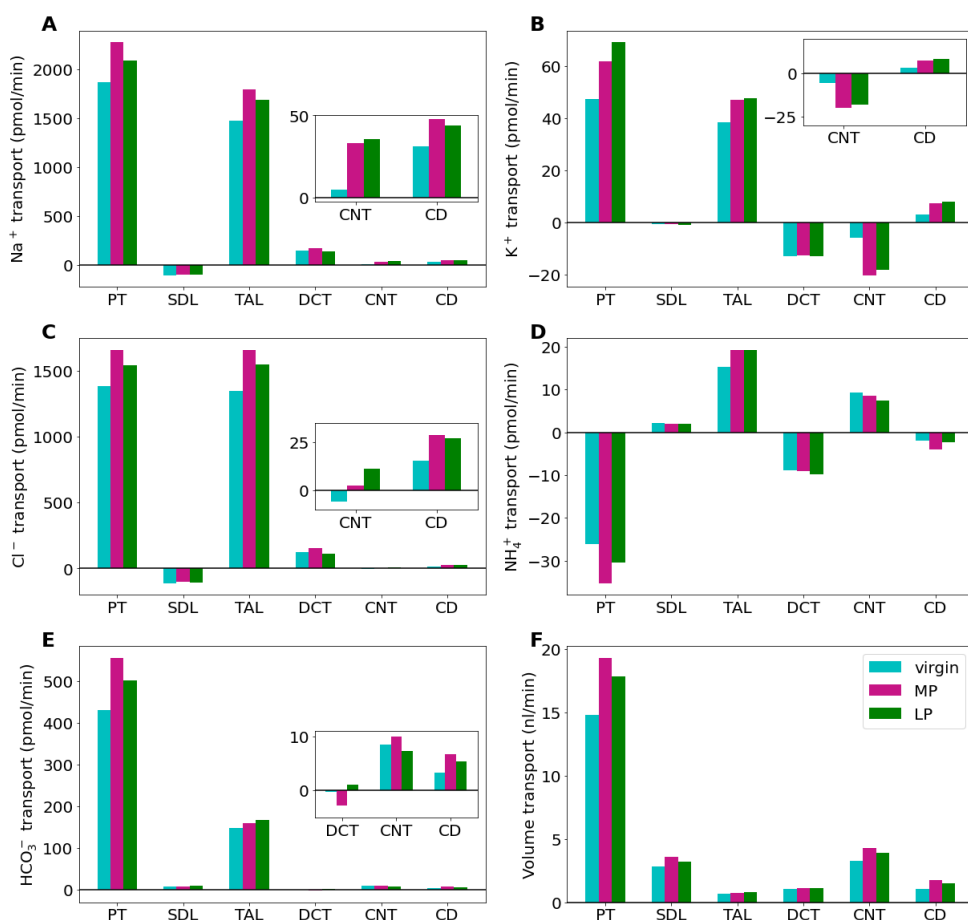 A
Na+ transport (pmol/min)
2000
1500
1000
500
0
50
0
CNT CD
PT SDL TAL DCT CNT CD
B
K+ transport (pmol/min)
60
40
20
0
−20
0
−25
CNT CD
PT SDL TAL DCT CNT CD
C
Cl− transport (pmol/min)
1500
1000
500
0
25
0
CNT CD
PT SDL TAL DCT CNT CD
D
NH4+ transport (pmol/min)
20
10
0
−10
−20
−30
PT SDL TAL DCT CNT CD
E
HCO3− transport (pmol/min)
500
400
300
200
100
0
10
0
DCT CNT CD
PT SDL TAL DCT CNT CD
F
Volume transport (nl/min)
20
15
10
5
0
virgin
MP
LP
PT SDL TAL DCT CNT CD